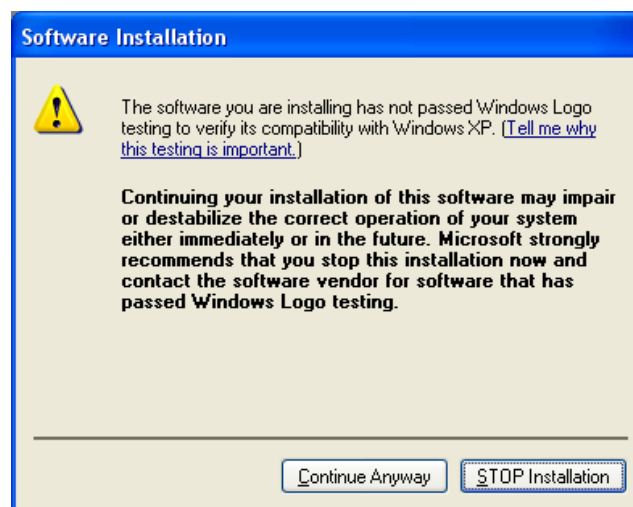 Software Installation
The software you are installing has not passed Windows Logo
testing to verify its compatibility with Windows XP. (Tell me why
this testing is important.)
Continuing your installation of this software may impair
or destabilize the correct operation of your system
either immediately or in the future. Microsoft strongly
recommends that you stop this installation now and
contact the software vendor for software that has
passed Windows Logo testing.
Continue Anyway STOP Installation